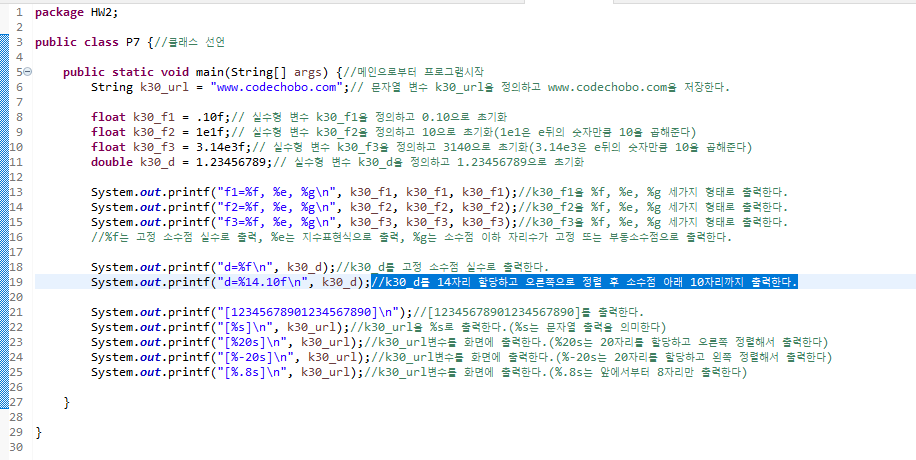 1 package HW2;
2
3 public class P7 {//클래스 선언
4
5 public static void main(String[] args) {//메인으로부터 프로그램시작
6 String k30_url = "www.codechobo.com";// 문자열 변수 k30_url을 정의하고 www.codechobo.com을 저장한다.
7
8 float k30_f1 = .10f;// 실수형 변수 k30_f1을 정의하고 0.10으로 초기화
9 float k30_f2 = 1e1f;// 실수형 변수 k30_f2을 정의하고 10으로 초기화(1e1은 e뒤의 숫자만큼 10을 곱해준다)
10 float k30_f3 = 3.14e3f;// 실수형 변수 k30_f3을 정의하고 3140으로 초기화(3.14e3은 e뒤의 숫자만큼 10을 곱해준다)
11 double k30_d = 1.23456789;// 실수형 변수 k30_d을 정의하고 1.23456789으로 초기화
12
13 System.out.printf("f1=%f, %e, %g\n", k30_f1, k30_f1, k30_f1);//k30_f1을 %f, %e, %g 세가지 형태로 출력한다.
14 System.out.printf("f2=%f, %e, %g\n", k30_f2, k30_f2, k30_f2);//k30_f2을 %f, %e, %g 세가지 형태로 출력한다.
15 System.out.printf("f3=%f, %e, %g\n", k30_f3, k30_f3, k30_f3);//k30_f3을 %f, %e, %g 세가지 형태로 출력한다.
16 //%f는 고정 소수점 실수로 출력, %e는 지수표현식으로 출력, %g는 소수점 이하 자리수가 고정 또는 부동소수점으로 출력한다.
17
18 System.out.printf("d=%f\n", k30_d);//k30_d를 고정 소수점 실수로 출력한다.
19 System.out.printf("d=%14.10f\n", k30_d);//k30_d를 14자리 할당하고 오른쪽으로 정렬 후 소수점 아래 10자리까지 출력한다.
20
21 System.out.printf("[12345678901234567890]\n");//[12345678901234567890]를 출력한다.
22 System.out.printf("[%s]\n", k30_url);//k30_url을 %s로 출력한다.(%s는 문자열 출력을 의미한다)
23 System.out.printf("[%20s]\n", k30_url);//k30_url변수를 화면에 출력한다.(%20s는 20자리를 할당하고 오른쪽 정렬해서 출력한다)
24 System.out.printf("[%-20s]\n", k30_url);//k30_url변수를 화면에 출력한다.(%-20s는 20자리를 할당하고 왼쪽 정렬해서 출력한다)
25 System.out.printf("[%.8s]\n", k30_url);//k30_url변수를 화면에 출력한다.(%.8s는 앞에서부터 8자리만 출력한다)
26
27 }
28
29 }
30